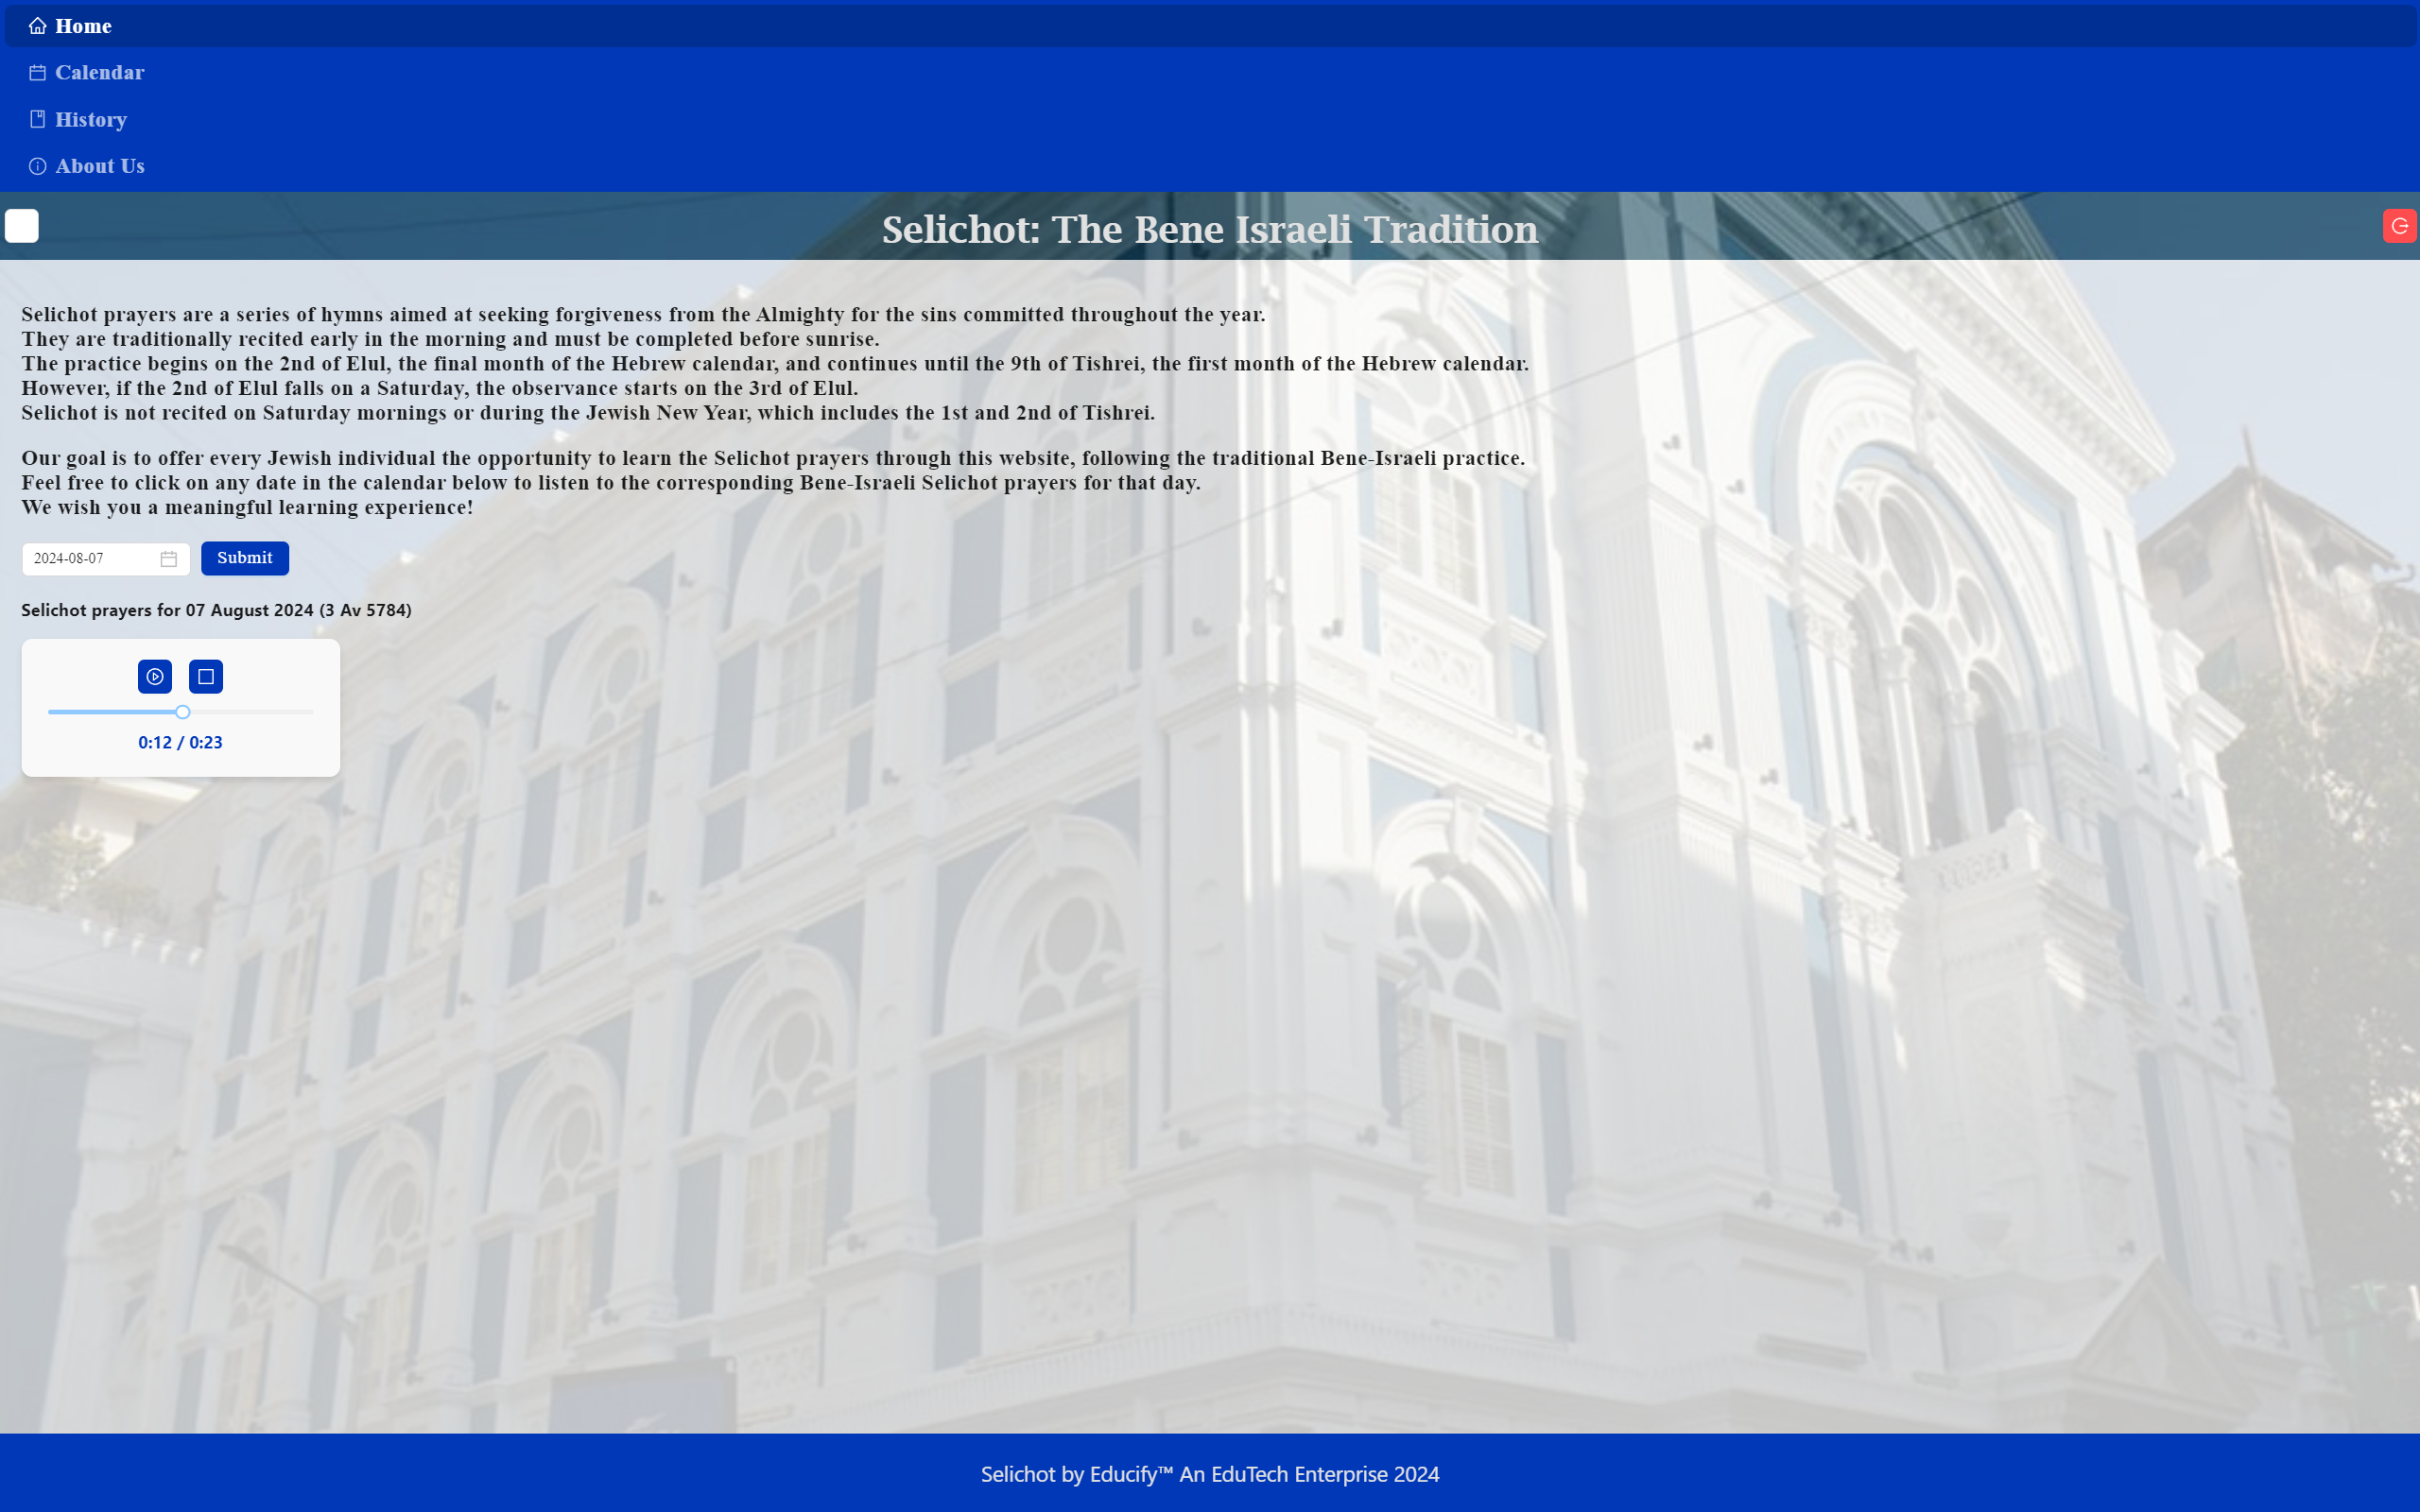 Home
Calendar
History
About Us
Selichot: The Bene Israeli Tradition
Selichot prayers are a series of hymns aimed at seeking forgiveness from the Almighty for the sins committed throughout the year.
They are traditionally recited early in the morning and must be completed before sunrise.
The practice begins on the 2nd of Elul, the final month of the Hebrew calendar, and continues until the 9th of Tishrei, the first month of the Hebrew calendar.
However, if the 2nd of Elul falls on a Saturday, the observance starts on the 3rd of Elul.
Selichot is not recited on Saturday mornings or during the Jewish New Year, which includes the 1st and 2nd of Tishrei.
Our goal is to offer every Jewish individual the opportunity to learn the Selichot prayers through this website, following the traditional Bene-Israeli practice.
Feel free to click on any date in the calendar below to listen to the corresponding Bene-Israeli Selichot prayers for that day.
We wish you a meaningful learning experience!
2024-08-07 Submit
Selichot prayers for 07 August 2024 (3 Av 5784)
0:12 / 0:23
Selichot by Educify™ An EduTech Enterprise 2024